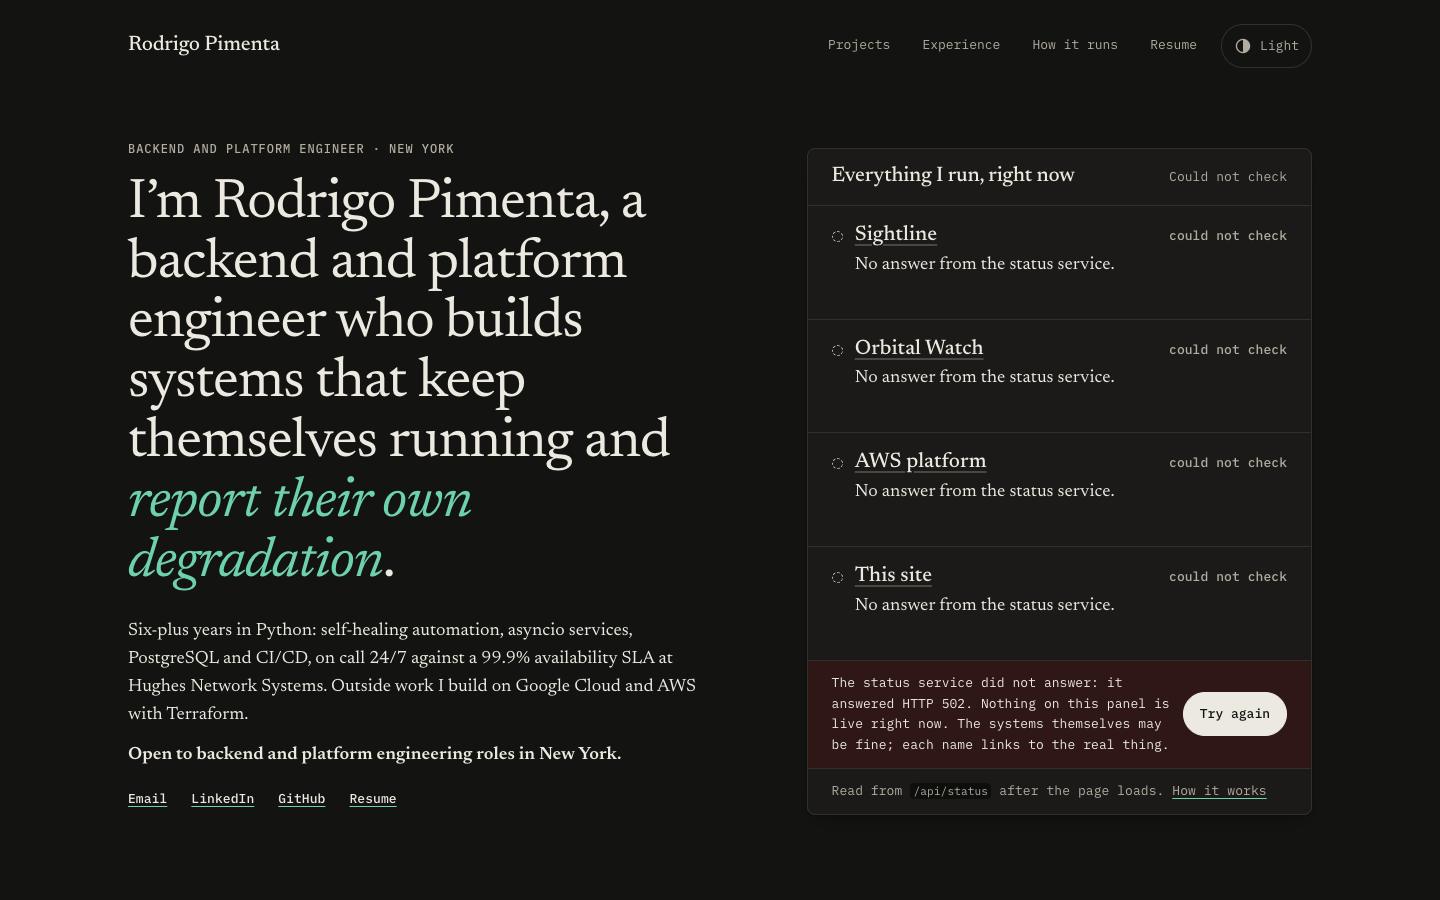 Rodrigo Pimenta
Projects
Experience
How it runs
Resume
Light
BACKEND AND PLATFORM ENGINEER · NEW YORK
I’m Rodrigo Pimenta, a
backend and platform
engineer who builds
systems that keep
themselves running and
report their own
degradation.
Six-plus years in Python: self-healing automation, asyncio services,
PostgreSQL and CI/CD, on call 24/7 against a 99.9% availability SLA at
Hughes Network Systems. Outside work I build on Google Cloud and AWS
with Terraform.
Open to backend and platform engineering roles in New York.
Email
LinkedIn
GitHub
Resume
Everything I run, right now
Could not check
Sightline
could not check
No answer from the status service.
Orbital Watch
could not check
No answer from the status service.
AWS platform
could not check
No answer from the status service.
This site
could not check
No answer from the status service.
The status service did not answer: it
answered HTTP 502. Nothing on this panel is
live right now. The systems themselves may
be fine; each name links to the real thing.
Try again
Read from /api/status after the page loads. How it works